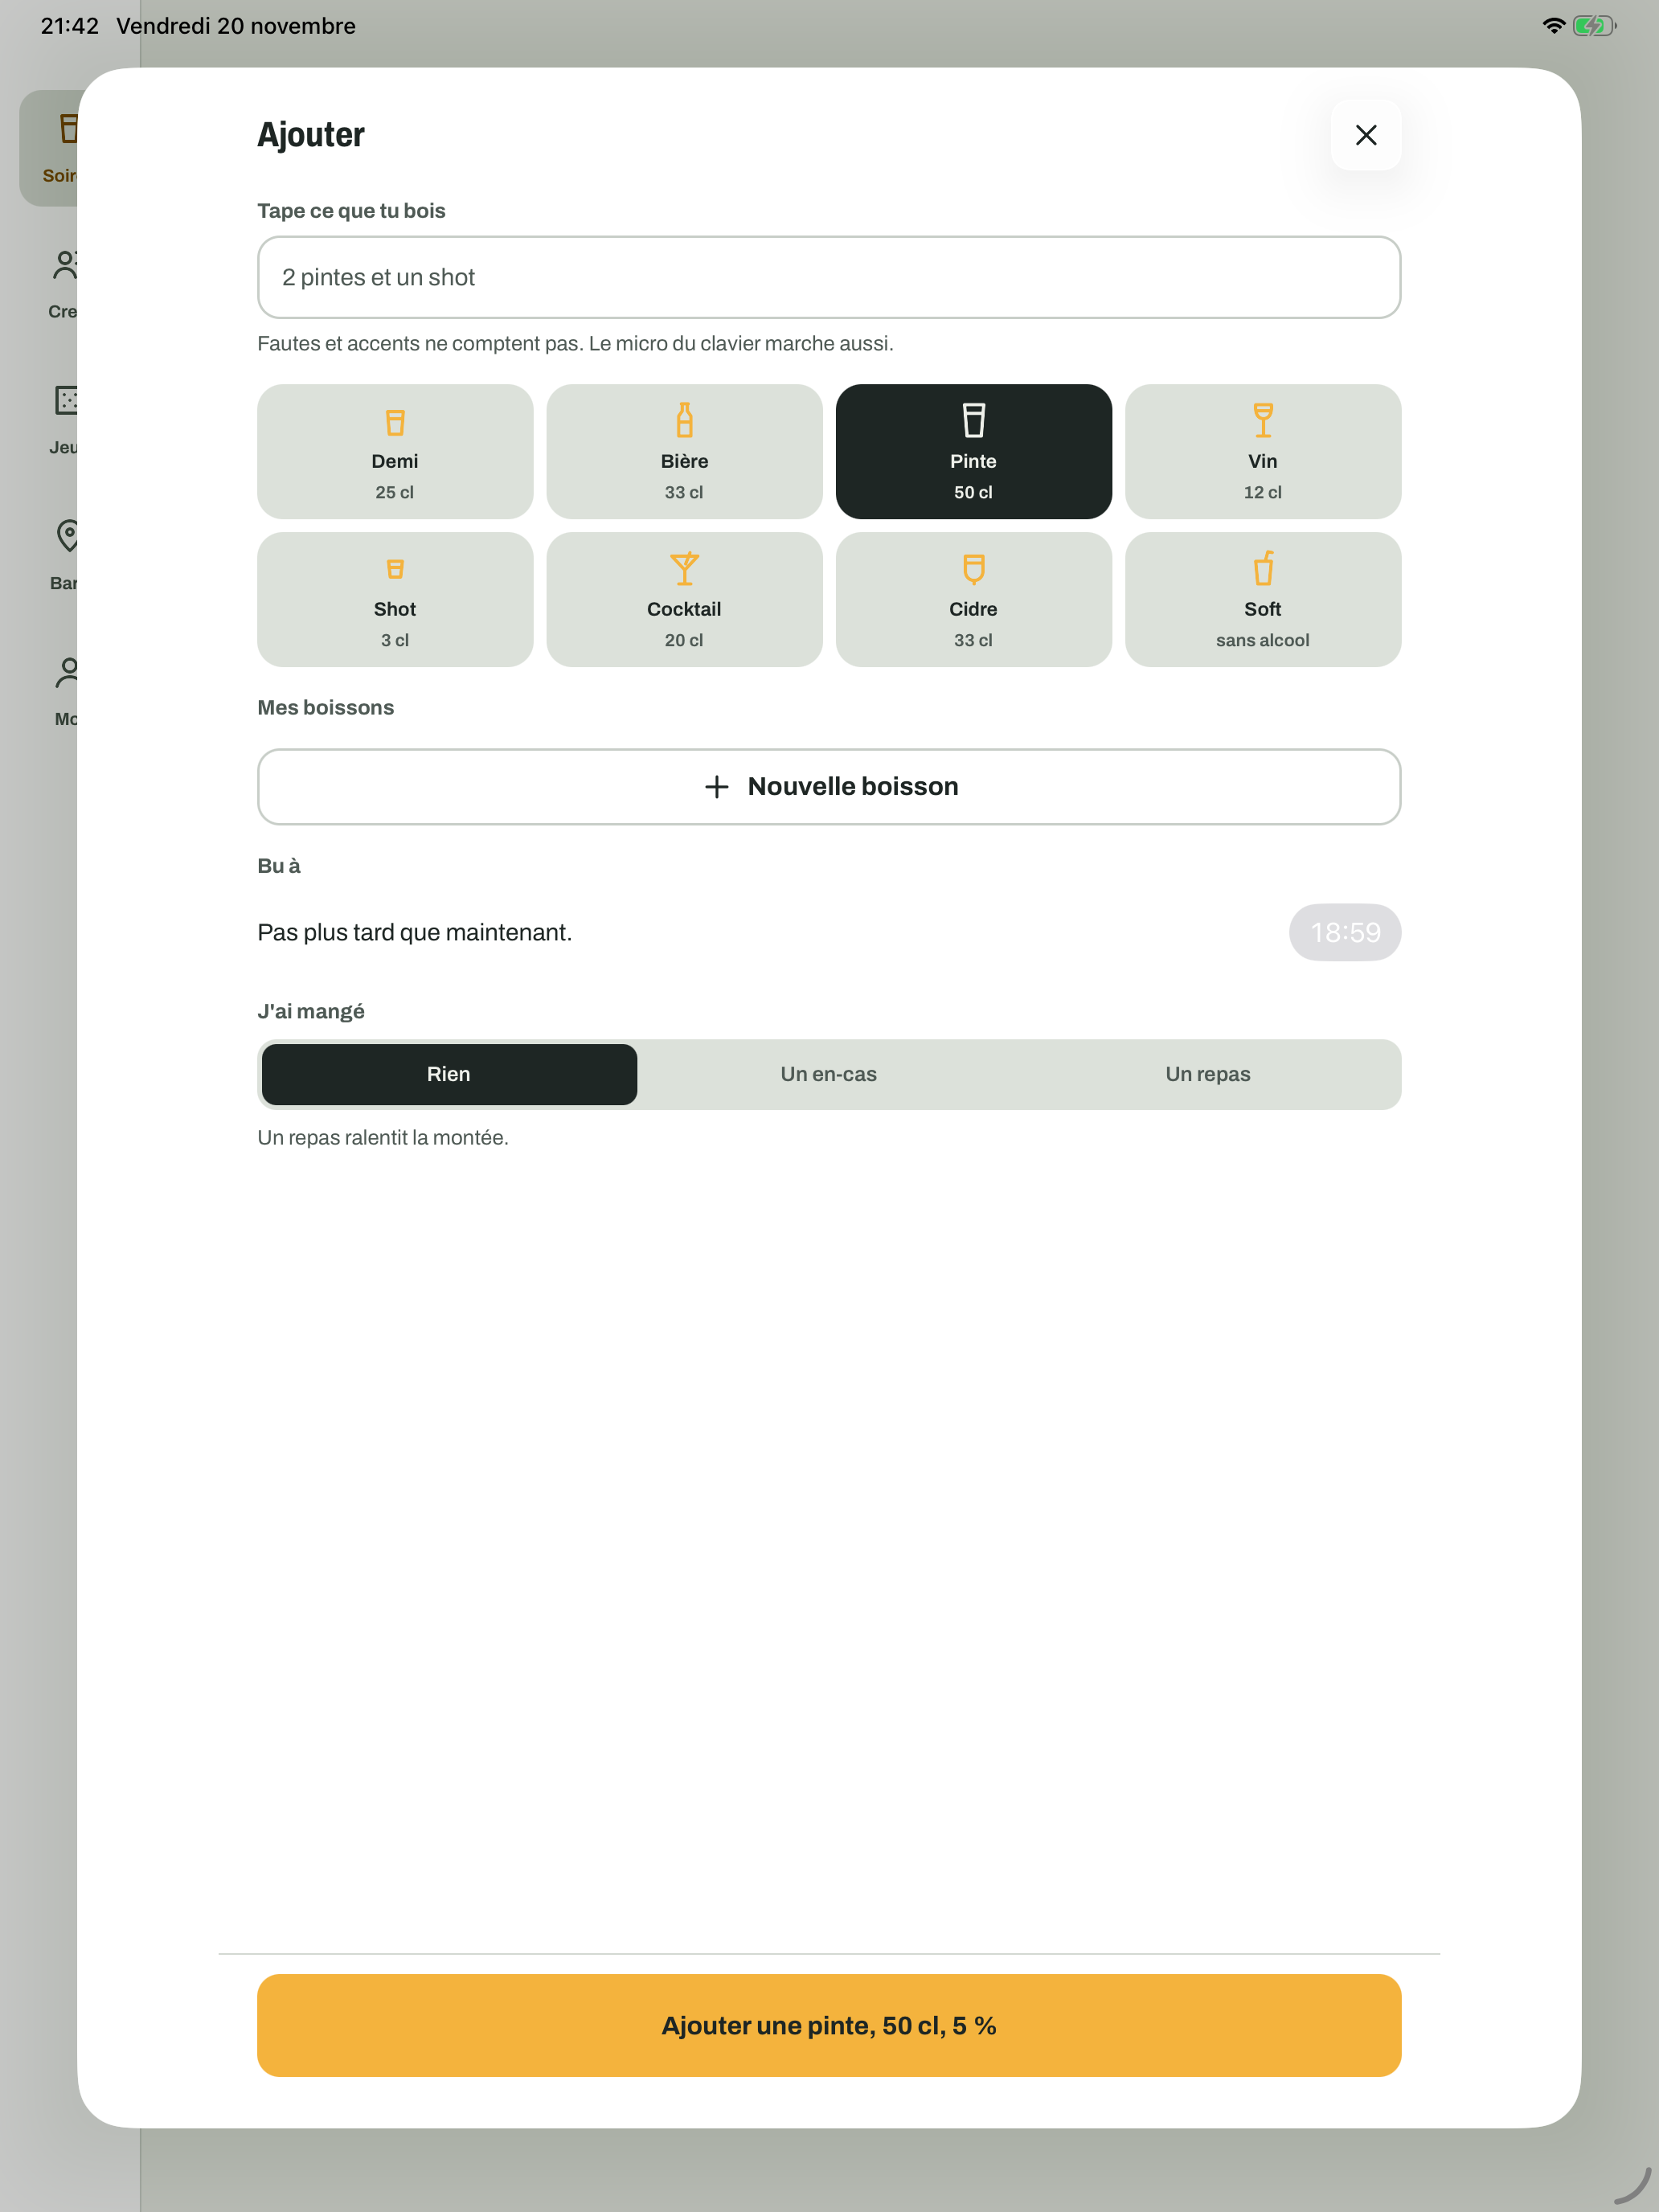 21:42 Vendredi 20 novembre
Ajouter
Soir
Tape ce que tu bois
2 pintes et un shot
Cre
Fautes et accents ne comptent pas. Le micro du clavier marche aussi.
Jeu
Demi
Bière
Pinte
Vin
25 cl
33 cl
50 cl
12 cl
Bar
Shot
Cocktail
Cidre
Soft
3 cl
20 cl
33 cl
sans alcool
Mes boissons
Mo
Nouvelle boisson
Bu à
Pas plus tard que maintenant.
18:59
J'ai mangé
Rien
Un en-cas
Un repas
Un repas ralentit la montée.
Ajouter une pinte, 50 cl, 5 %